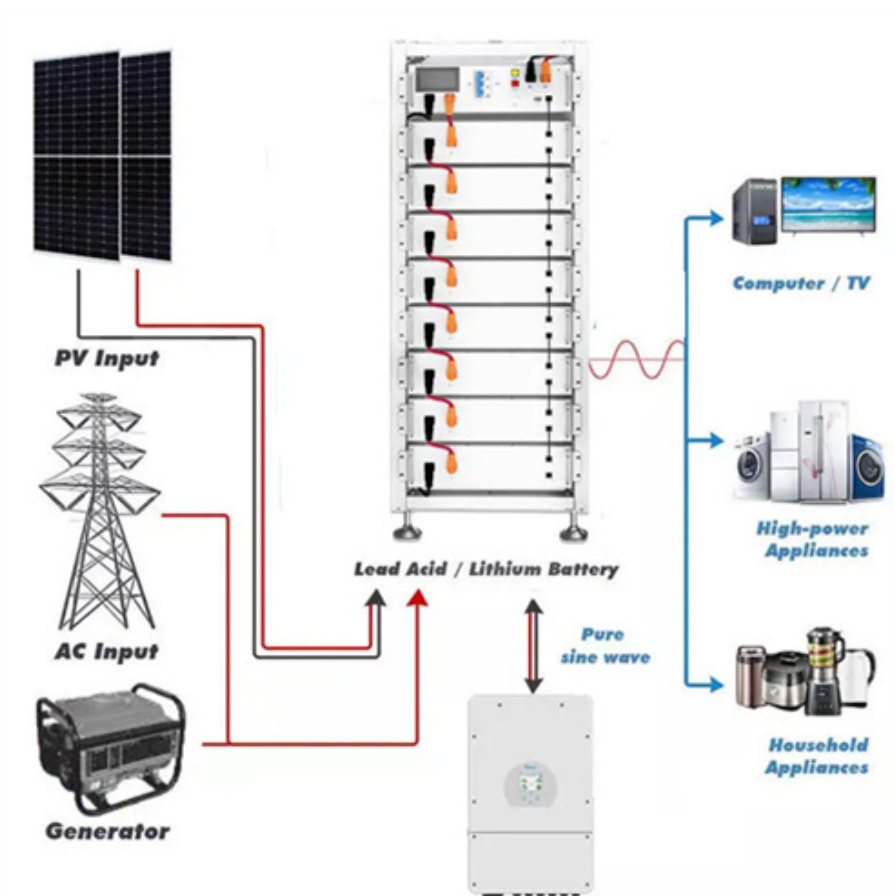 Computer / TV
PV Input
High-power
Appliances
Lead Acid / Lithium Battery
Pure
sine wave
AC Input
Household
Appliances
Generator